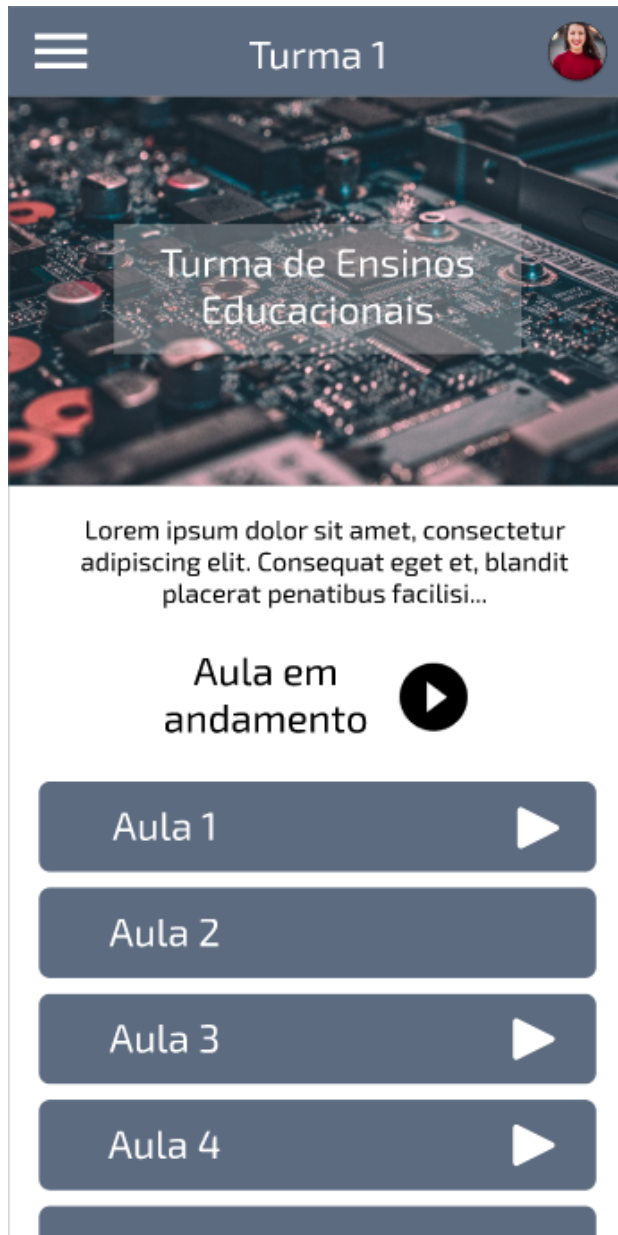 Turma 1
Turma de Ensinos
Educacionais
Lorem ipsum dolor sit amet, consectetur
adipiscing elit. Consequat eget et, blandit
placerat penatibus facilisi...
Aula em
andamento
Aula 1
Aula 2
Aula 3
Aula 4